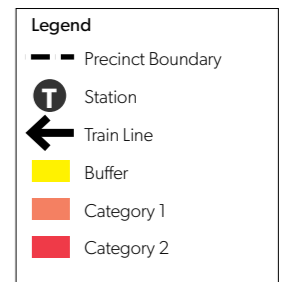 Legend
Precinct Boundary
T Station
Train Line
Buffer
Category 1
Category 2